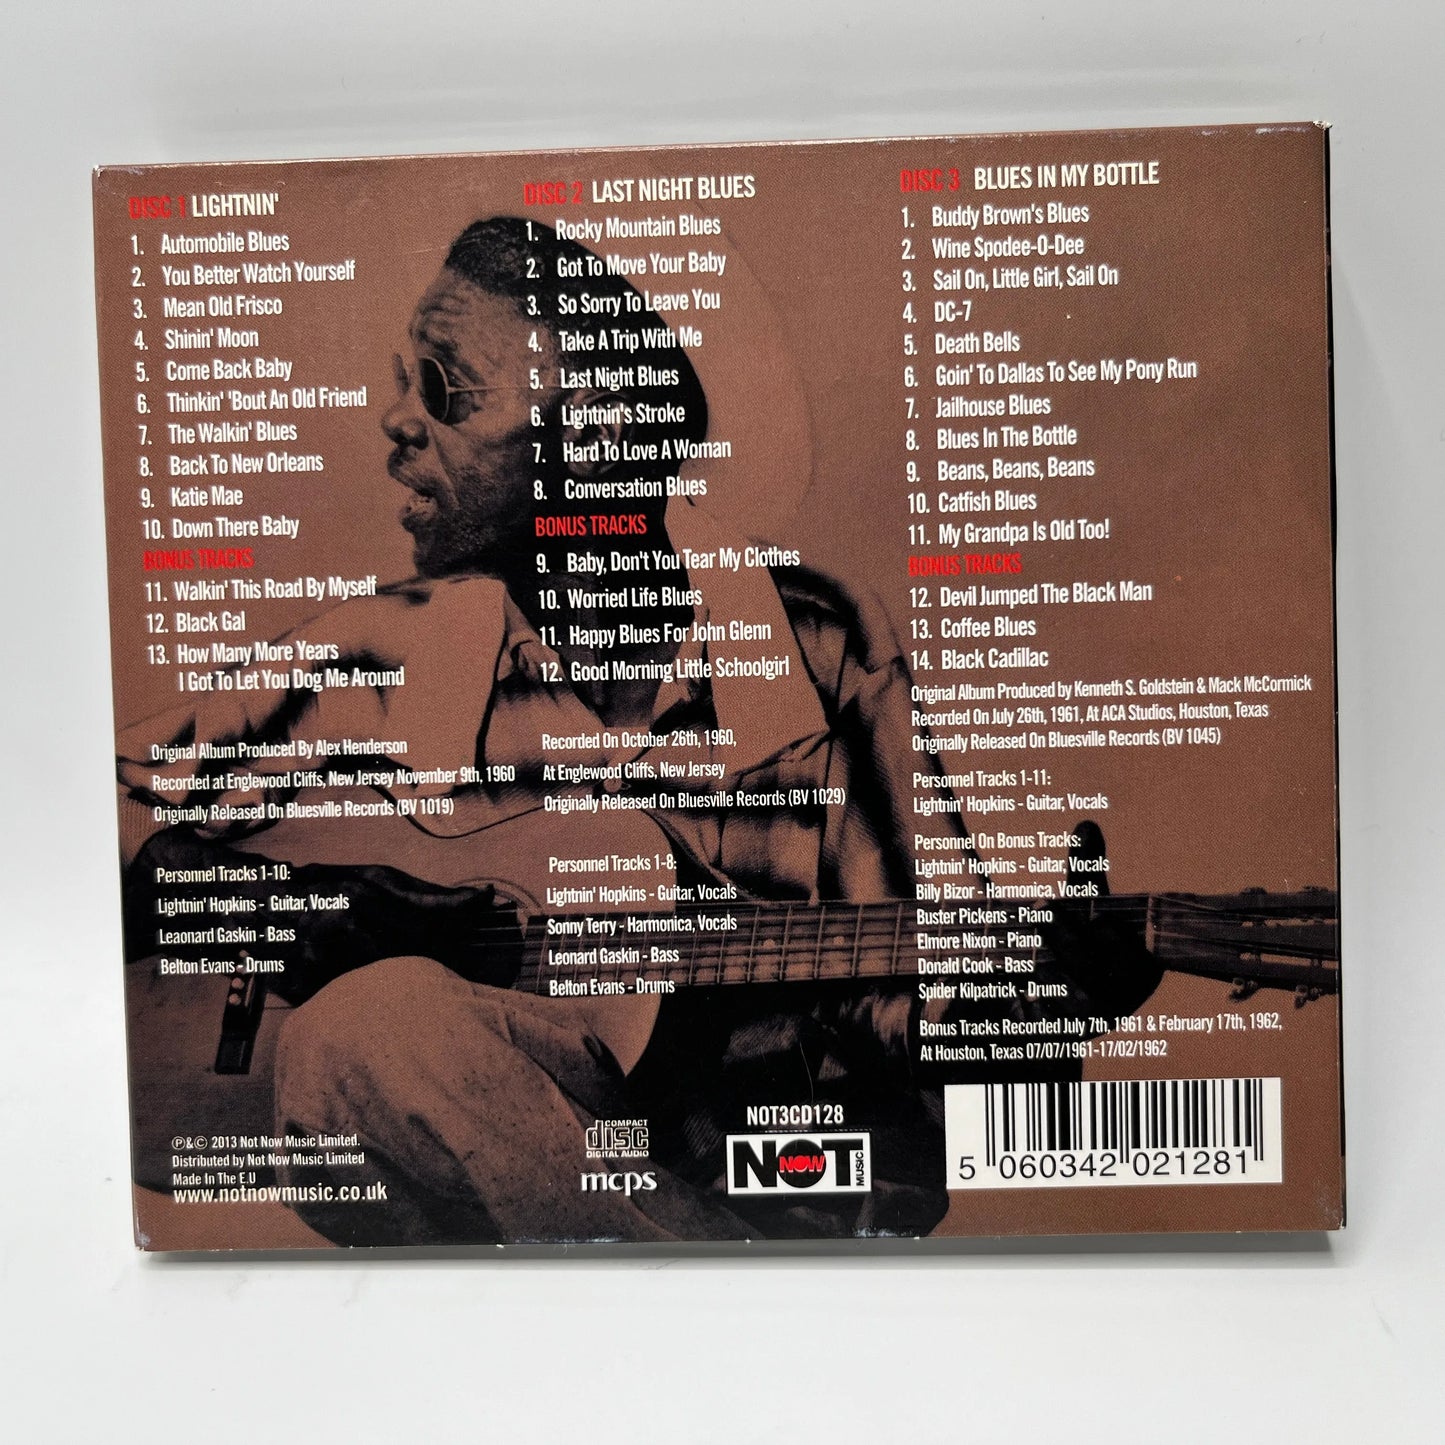 DISC 1 LIGHTNIN'
1. Automobile Blues
2. You Better Watch Yourself
3. Mean Old Frisco
4. Shinin' Moon
5. Come Back Baby
6. Thinkin' 'Bout An Old Friend
7. The Walkin' Blues
8. Back To New Orleans
9. Katie Mae
10. Down There Baby
BONUS TRACKS
11. Walkin' This Road By Myself
12. Black Gal
13. How Many More Years
I Got To Let You Dog Me Around
Original Album Produced By Alex Henderson
Recorded at Englewood Cliffs, New Jersey November 9th, 1960
Originally Released On Bluesville Records (BV 1019)
Personnel Tracks 1-10:
Lightnin' Hopkins - Guitar, Vocals
Leaonard Gaskin - Bass
Belton Evans - Drums
℗&© 2013 Not Now Music Limited.
Distributed by Not Now Music Limited
Made In The E.U
www.notnowmusic.co.uk
DISC 2 LAST NIGHT BLUES
1. Rocky Mountain Blues
2. Got To Move Your Baby
3. So Sorry To Leave You
4. Take A Trip With Me
5. Last Night Blues
6. Lightnin's Stroke
7. Hard To Love A Woman
8. Conversation Blues
BONUS TRACKS
9. Baby, Don't You Tear My Clothes
10. Worried Life Blues
11. Happy Blues For John Glenn
12. Good Morning Little Schoolgirl
Recorded On October 26th, 1960,
At Englewood Cliffs, New Jersey
Originally Released On Bluesville Records (BV 1029)
Personnel Tracks 1-8:
Lightnin' Hopkins - Guitar, Vocals
Sonny Terry - Harmonica, Vocals
Leonard Gaskin - Bass
Belton Evans - Drums
COMPACT
disc
DIGITAL AUDIO
mcps
NOT3CD128
NOT NOW MUSIC
DISC 3 BLUES IN MY BOTTLE
1. Buddy Brown's Blues
2. Wine Spodee-O-Dee
3. Sail On, Little Girl, Sail On
4. DC-7
5. Death Bells
6. Goin' To Dallas To See My Pony Run
7. Jailhouse Blues
8. Blues In The Bottle
9. Beans, Beans, Beans
10. Catfish Blues
11. My Grandpa Is Old Too!
BONUS TRACKS
12. Devil Jumped The Black Man
13. Coffee Blues
14. Black Cadillac
Original Album Produced by Kenneth S. Goldstein & Mack McCormick
Recorded On July 26th, 1961, At ACA Studios, Houston, Texas
Originally Released On Bluesville Records (BV 1045)
Personnel Tracks 1-11:
Lightnin' Hopkins - Guitar, Vocals
Personnel On Bonus Tracks:
Lightnin' Hopkins - Guitar, Vocals
Billy Bizor - Harmonica, Vocals
Buster Pickens - Piano
Elmore Nixon - Piano
Donald Cook - Bass
Spider Kilpatrick - Drums
Bonus Tracks Recorded July 7th, 1961 & February 17th, 1962,
At Houston, Texas 07/07/1961-17/02/1962
5 060342 021281